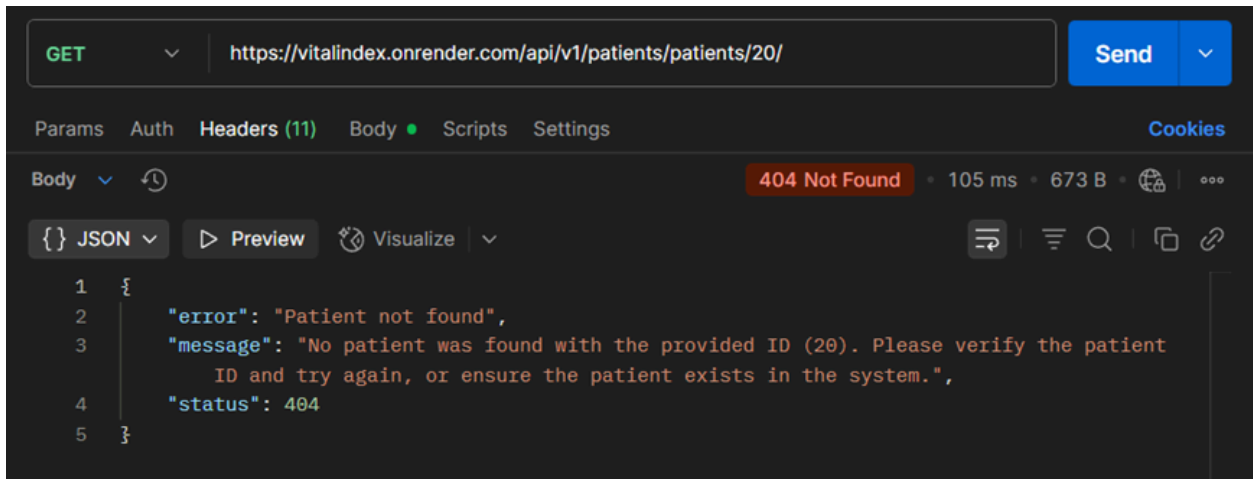 GET https://vitalindex.onrender.com/api/v1/patients/patients/20/ Send
Params Auth Headers (11) Body Scripts Settings Cookies
Body 404 Not Found 105 ms 673 B
{} JSON Preview Visualize
1 {
2 "error": "Patient not found",
3 "message": "No patient was found with the provided ID (20). Please verify the patient
ID and try again, or ensure the patient exists in the system.",
4 "status": 404
5 }